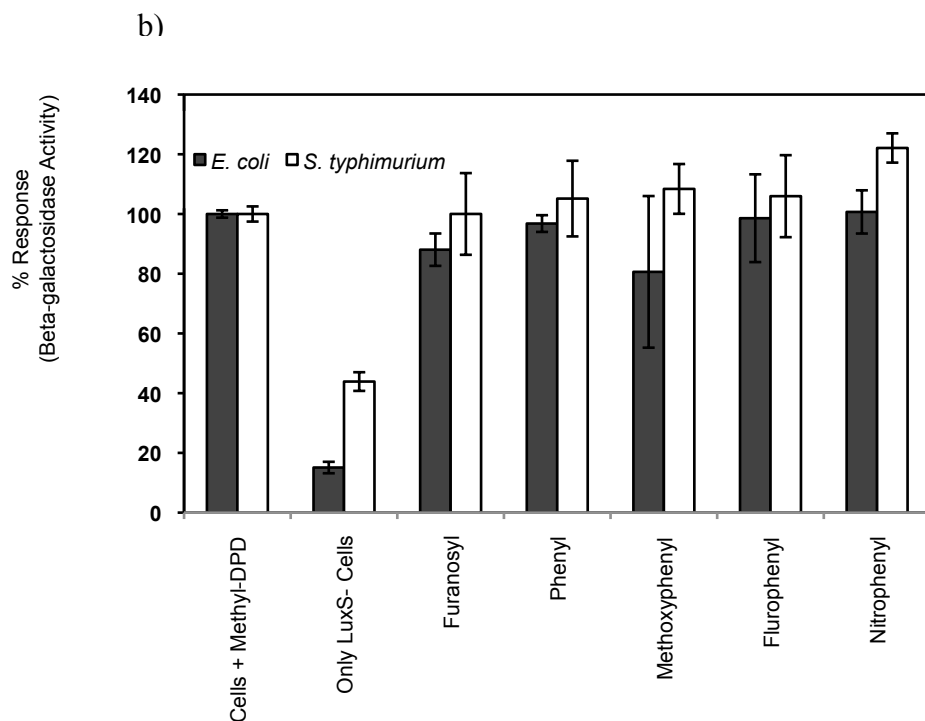 b)
% Response
(Beta-galactosidase Activity)
140
120
100
80
60
40
20
0
E. coli S. typhimurium
Cells + Methyl-DPD
Only LuxS- Cells
Furanosyl
Phenyl
Methoxyphenyl
Flurophenyl
Nitrophenyl